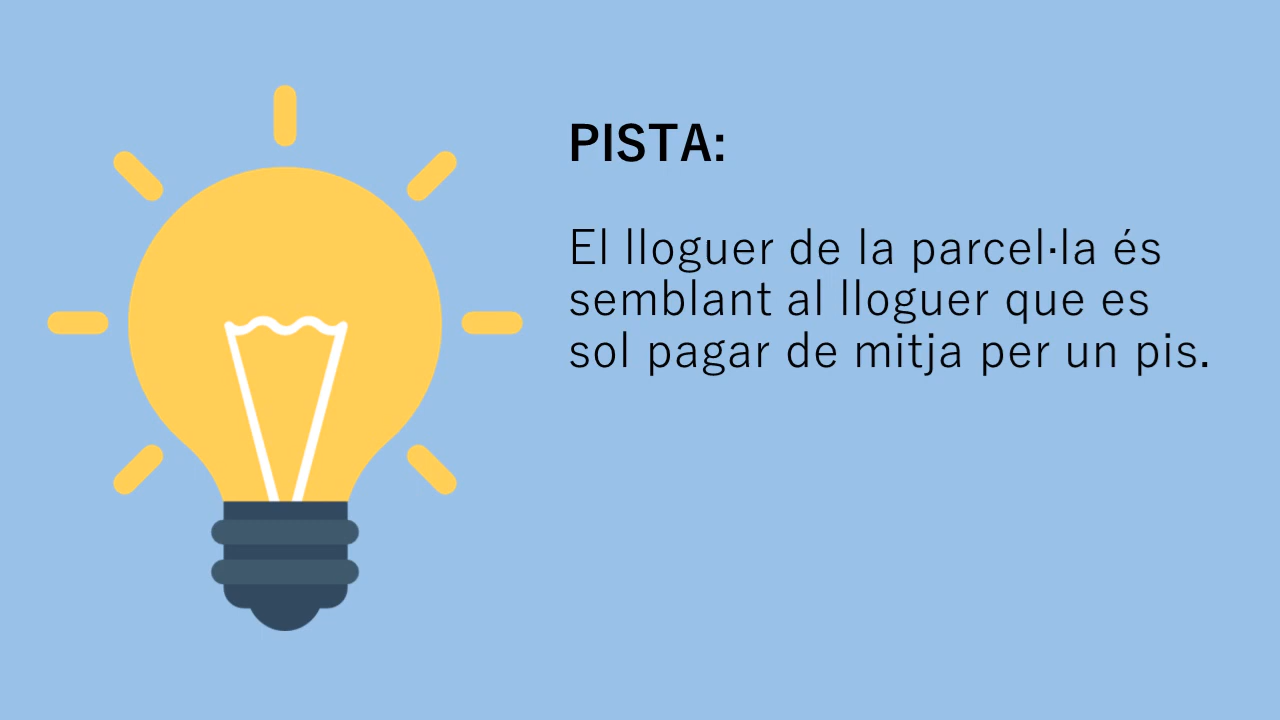 PISTA:
El lloguer de la parcel·la és
semblant al lloguer que es
sol pagar de mitja per un pis.